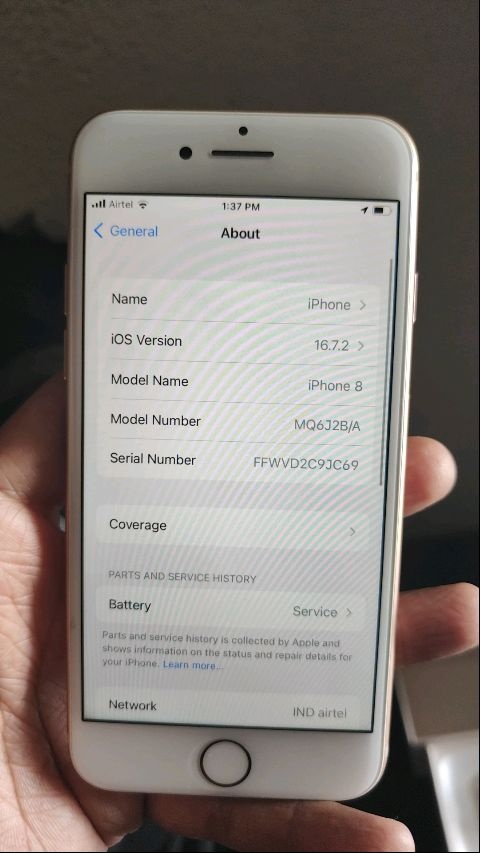 Airtel 1:37 PM
General About
Name iPhone
iOS Version 16.7.2
Model Name iPhone 8
Model Number MQ6J2B/A
Serial Number FFWVD2C9JC69
Coverage
PARTS AND SERVICE HISTORY
Battery Service
Parts and service history is collected by Apple and
shows information on the status and repair details for
your iPhone. Learn more...
Network IND airtel